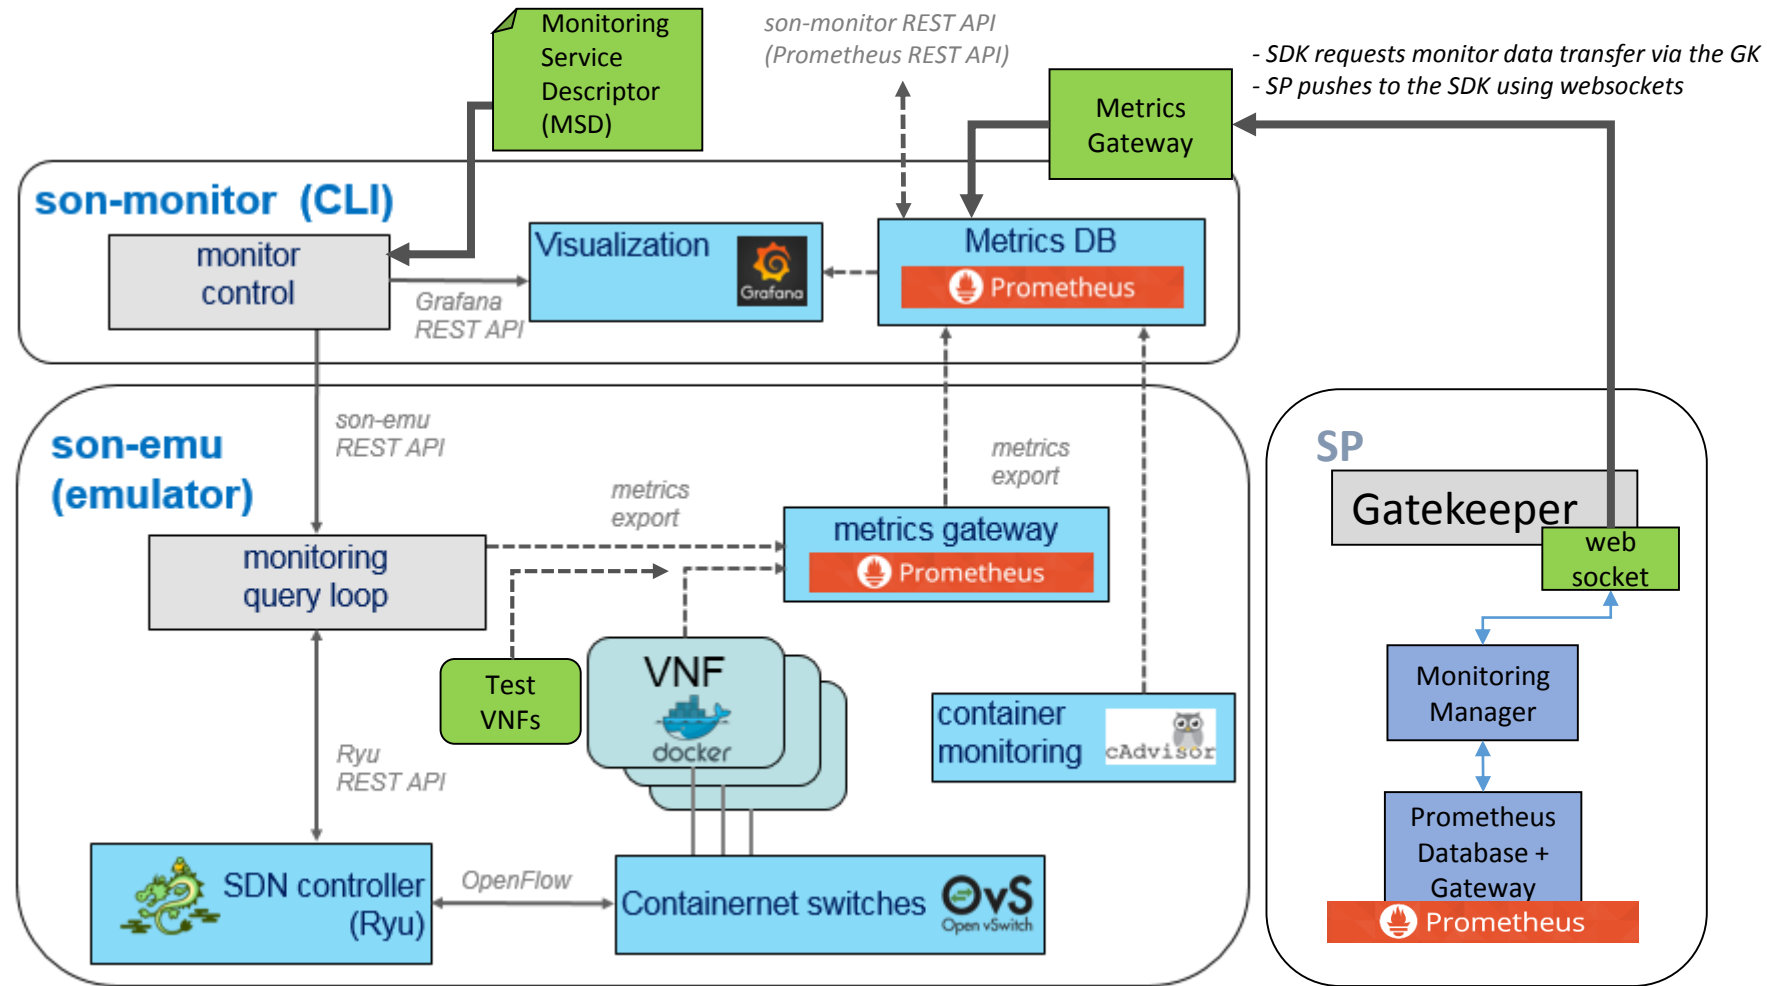 Monitoring
Service
Descriptor
(MSD)
son-monitor REST API
(Prometheus REST API)
- SDK requests monitor data transfer via the GK
- SP pushes to the SDK using websockets
Metrics
Gateway
son-monitor (CLI)
monitor
control
Grafana
REST API
Visualization
Grafana
Metrics DB
Prometheus
son-emu
(emulator)
son-emu
REST API
metrics
export
metrics
export
monitoring
query loop
metrics gateway
Prometheus
Test
VNFs
VNF
docker
container
monitoring
cAdvisor
Ryu
REST API
SDN controller
(Ryu)
OpenFlow
Containernet switches
OvS
Open vSwitch
SP
Gatekeeper
web
socket
Monitoring
Manager
Prometheus
Database +
Gateway
Prometheus